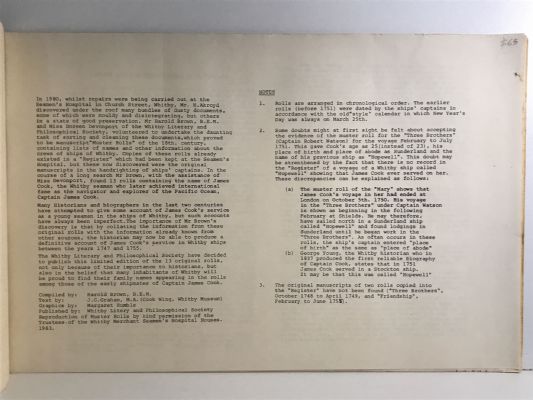 £65
In 1980, whilst repairs were being carried out at the
Seamen's Hospital in Church Street, Whitby, Mr. H.Akroyd
discovered under the roof many bundles of dusty documents,
some of which were mouldy and disintegrating, but others
in a state of good preservation. Mr Harold Brown, B.E.M.
and Miss Doreen Devonport, of the Whitby Literary and
Philosophical Society, volunteered to undertake the daunting
task of sorting and cleaning these documents, which proved
to be manuscript "Muster Rolls" of the 18th. century,
containing lists of names and other information about the
crews of ships of Whitby. Copies of these rolls already
existed in a "Register" which had been kept at the Seamen's
Hospital, but these now discovered were the original
manuscripts in the handwriting of ships' captains. In the
course of a long search Mr Brown, with the assistance of
Miss Devonport, found 13 rolls containing the name of James
Cook, the Whitby seaman who later achieved international
fame as the navigator and explorer of the Pacific Ocean,
Captain James Cook.
Many historians and biographers in the last two centuries
have attempted to give some account of James Cook's service
as a young seaman in the ships of Whitby, but such accounts
have always been imperfect. The importance of Mr Brown's
discovery is that by collating the information from these
original rolls with the information already known from
other sources, the historian may now be able to produce a
definitive account of James Cook's service in Whitby ships
between the years 1747 and 1755.
The Whitby Literary and Philosophical Society have decided
to publish this limited edition of the 13 original rolls,
not only because of their importance to historians, but
also in the belief that many inhabitants of Whitby will
be proud to find their family names appearing in the rolls
among those of the early shipmates of Captain James Cook.
Compiled by: Harold Brown, B.E.M.
Text by: J.C.Graham, M.A.(Cook Wing, Whitby Museum)
Graphics by: Margaret Humble
Published by: Whitby Litery and Philosophical Society
Reproduction of Muster Rolls by kind permission of the
Trustees of the Whitby Merchant Seamen's Hospital Houses.
1983.
NOTES
1. Rolls are arranged in chronological order. The earlier
rolls (before 1751) were dated by the ships' captains in
accordance with the old "style" calendar in which New Year's
Day was always on March 25th.
2. Some doubts might at first sight be felt about accepting
the evidence of the muster roll for the "Three Brothers"
(Captain Robert Watson) for the voyage February to July
1751. This gave Cook's age as 25 (instead of 23), his
place of birth and place of abode as Sunderland and the
name of his previous ship as "Hopewell". This doubt may
be strengthened by the fact that there is no record in
the "Register" of a voyage of a Whitby ship called
"Hopewell" showing that James Cook ever served on her.
These discrepancies can be explained as follows:
(a) The muster roll of the "Mary" shows that
James Cook's voyage in her had ended at
London on October 5th. 1750. His voyage
in the "Three Brothers" under Captain Watson
is shown as beginning in the following
February at Shields. He may therefore,
have sailed north in a Sunderland ship
called "Hopewell" and found lodgings in
Sunderland until he began work in the
"Three Brothers". As often occurs in these
rolls, the ship's captain entered "place
of birth" as the same as "place of abode"
(b) George Young, the Whitby historian who in
1837 produced the first reliable Biography
of Captain Cook, states that in 1751
James Cook served in a Stockton ship.
It may be that this was called "Hopewell"
3. The original manuscripts of two rolls copied into
the "Register" have not been found ("Three Brothers",
October 1748 to April 1749, and "Friendship",
February to June 1755).